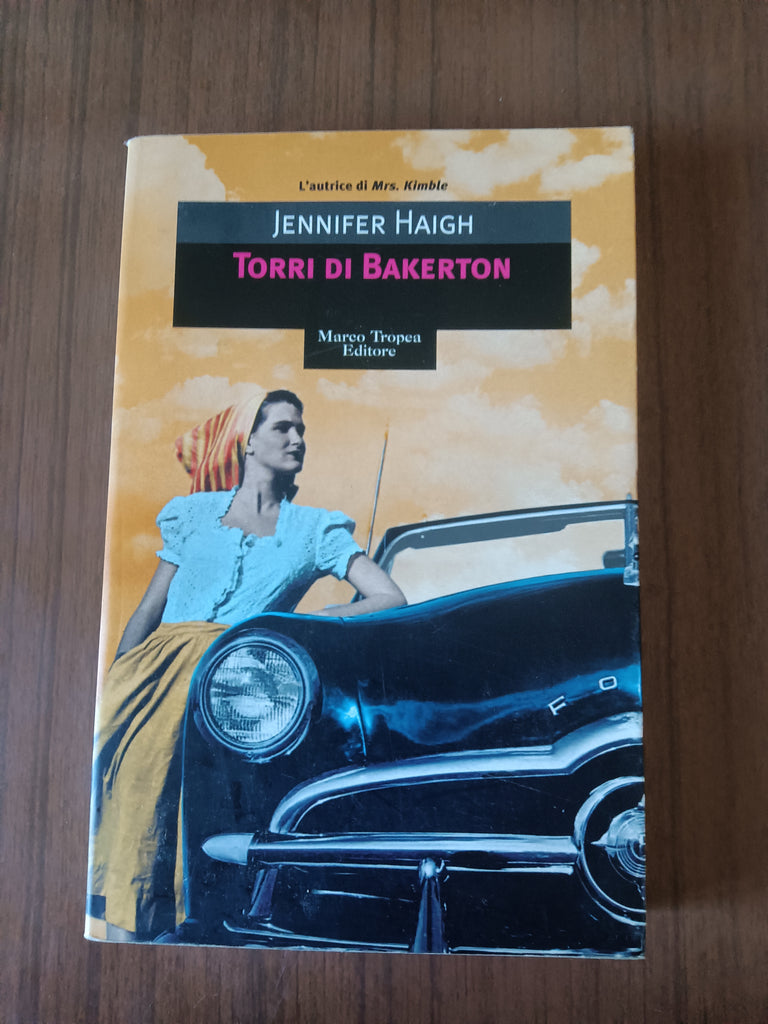 L'autrice di Mrs. Kimble
JENNIFER HAIGH
TORRI DI BAKERTON
Marco Tropea
Editore
FO